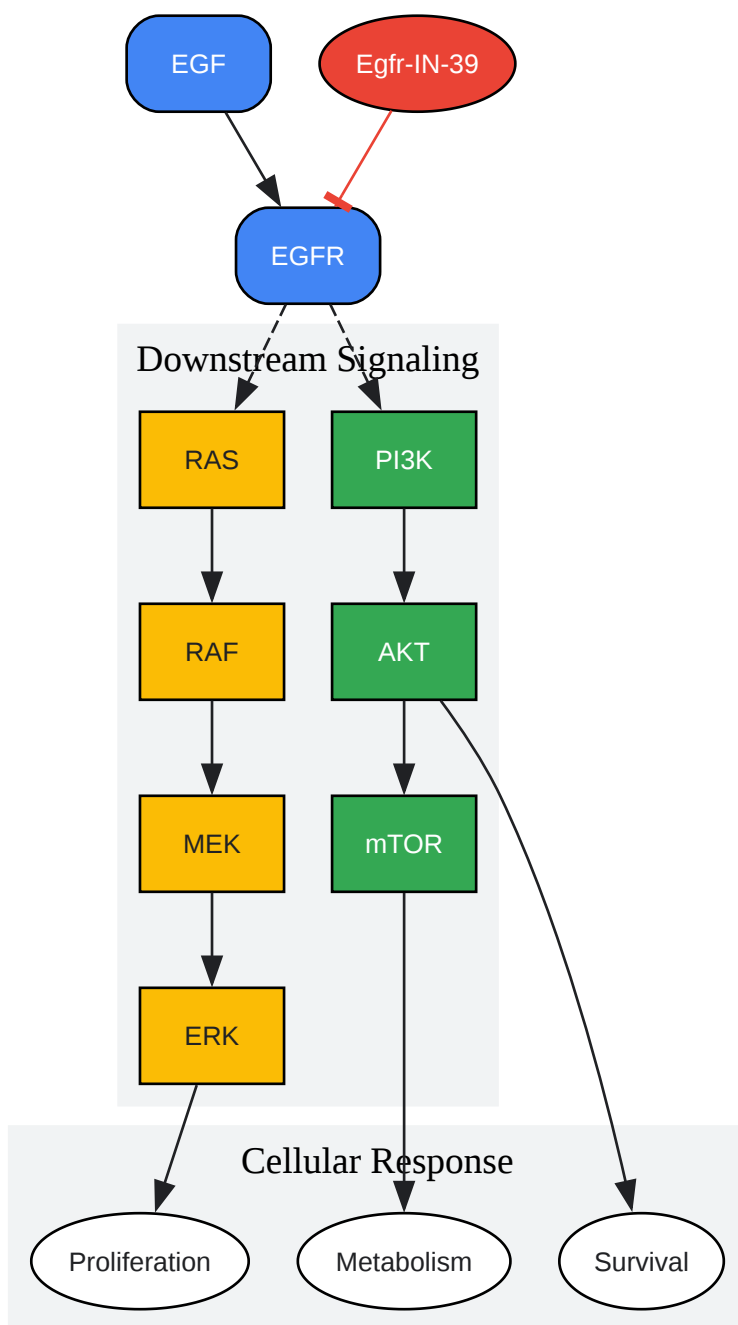 EGF
Egfr-IN-39
EGFR
Downstream Signaling
RAS
PI3K
RAF
AKT
MEK
mTOR
ERK
Cellular Response
Proliferation
Metabolism
Survival